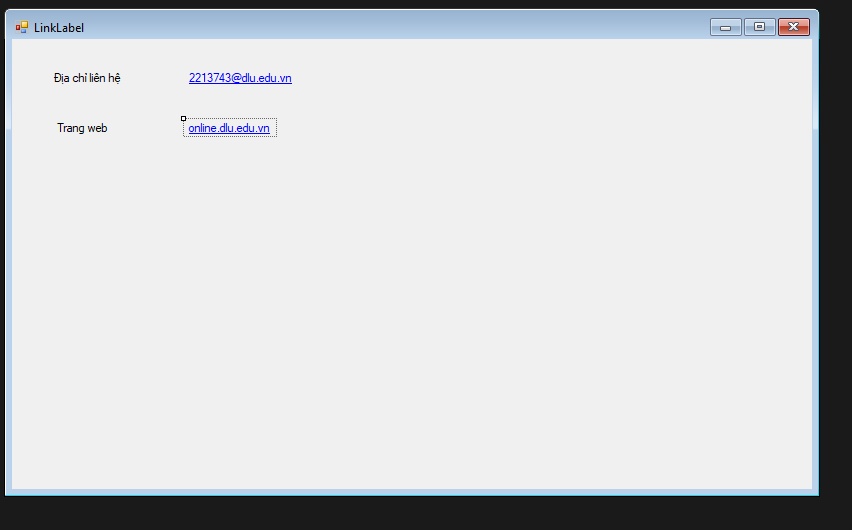 LinkLabel
Địa chỉ liên hệ 2213743@dlu.edu.vn
Trang web online.dlu.edu.vn